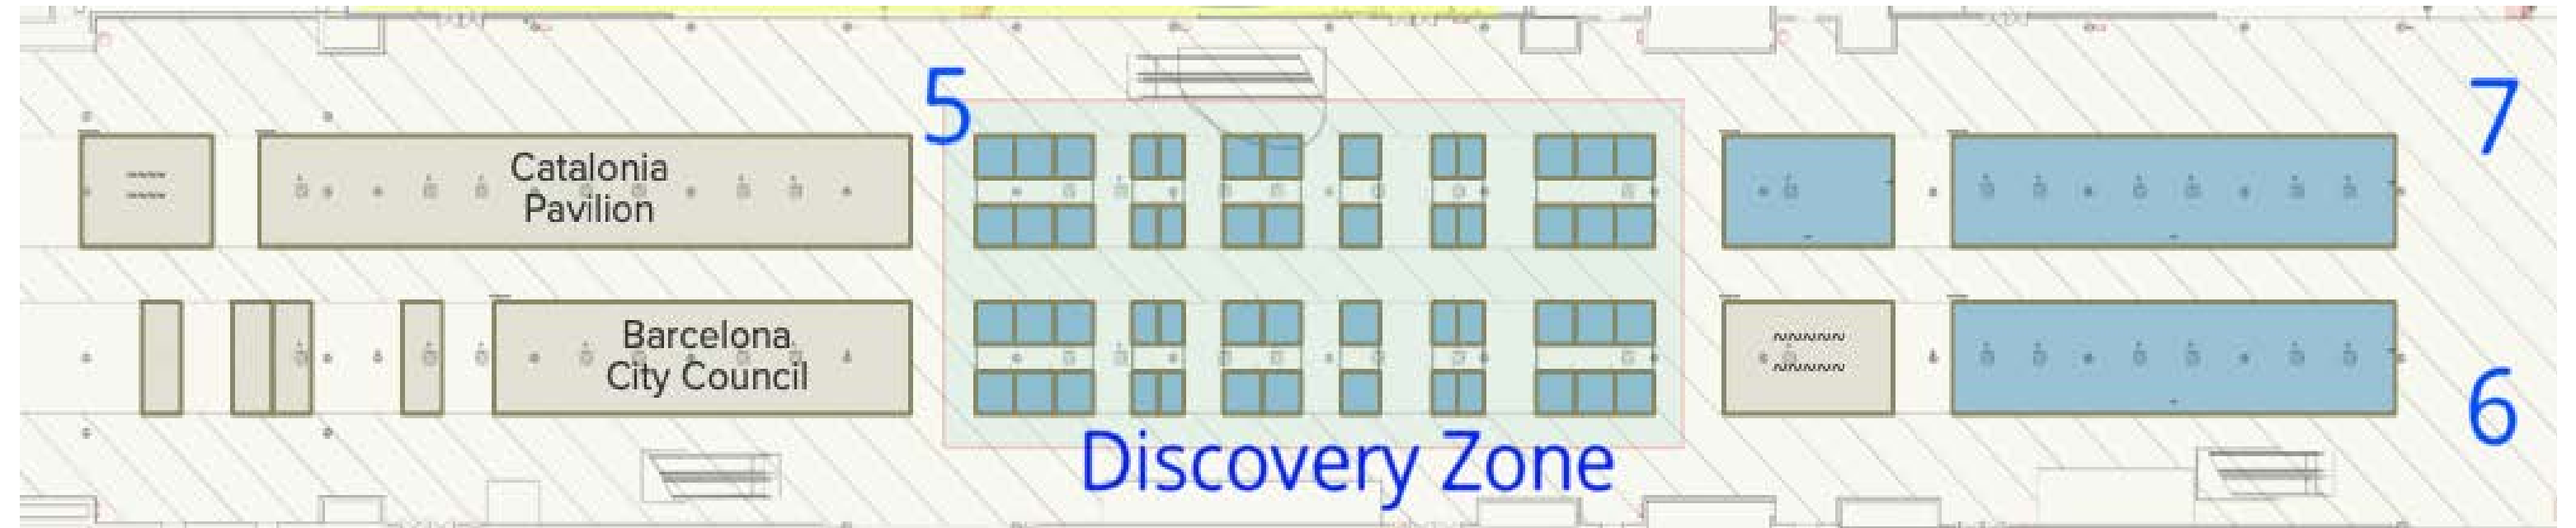 5
7
Catalonia
Pavilion
Barcelona
City Council
6
Discovery Zone